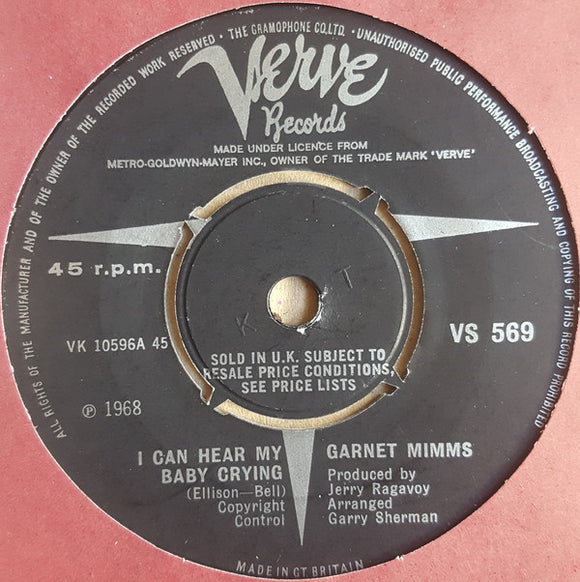 ALL RIGHTS OF THE MANUFACTURER AND OF THE OWNER OF THE RECORDED WORK RESERVED • THE GRAMOPHONE CO. LTD. • UNAUTHORISED PUBLIC PERFORMANCE BROADCASTING AND COPYING OF THIS RECORD PROHIBITED
Verve
Records
MADE UNDER LICENCE FROM
METRO-GOLDWYN-MAYER INC., OWNER OF THE TRADE MARK 'VERVE'
45 r.p.m.
K T
VK 10596A 45
VS 569
SOLD IN U.K. SUBJECT TO
RESALE PRICE CONDITIONS,
SEE PRICE LISTS
℗ 1968
I CAN HEAR MY
BABY CRYING
(Ellison—Bell)
Copyright
Control
GARNET MIMMS
Produced by
Jerry Ragavoy
Arranged
Garry Sherman
MADE IN GT BRITAIN